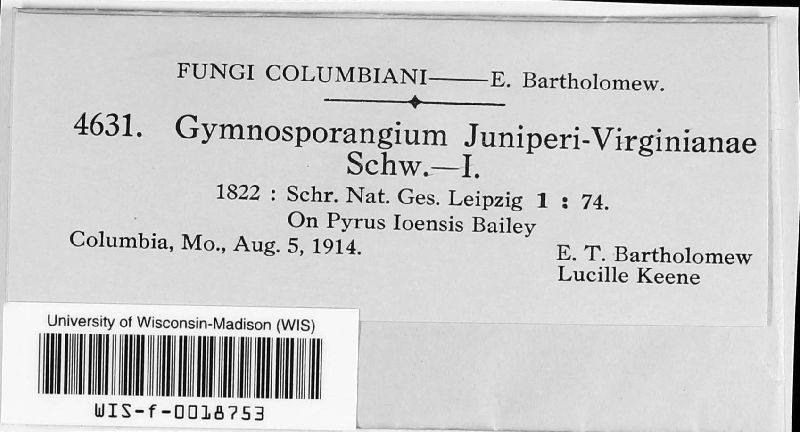 FUNGI COLUMBIANI——E. Bartholomew.
4631. Gymnosporangium Juniperi-Virginianae
Schw.—I.
1822 : Schr. Nat. Ges. Leipzig 1 : 74.
On Pyrus Ioensis Bailey
Columbia, Mo., Aug. 5, 1914.
E. T. Bartholomew
Lucille Keene
University of Wisconsin-Madison (WIS)
WIS-f-0018753